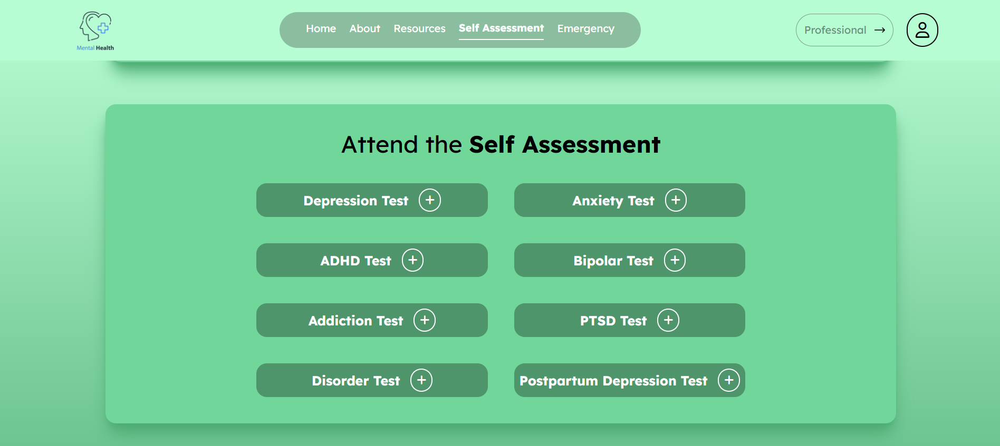 Mental Health
Home About Resources Self Assessment Emergency
Professional
Attend the Self Assessment
Depression Test
Anxiety Test
ADHD Test
Bipolar Test
Addiction Test
PTSD Test
Disorder Test
Postpartum Depression Test